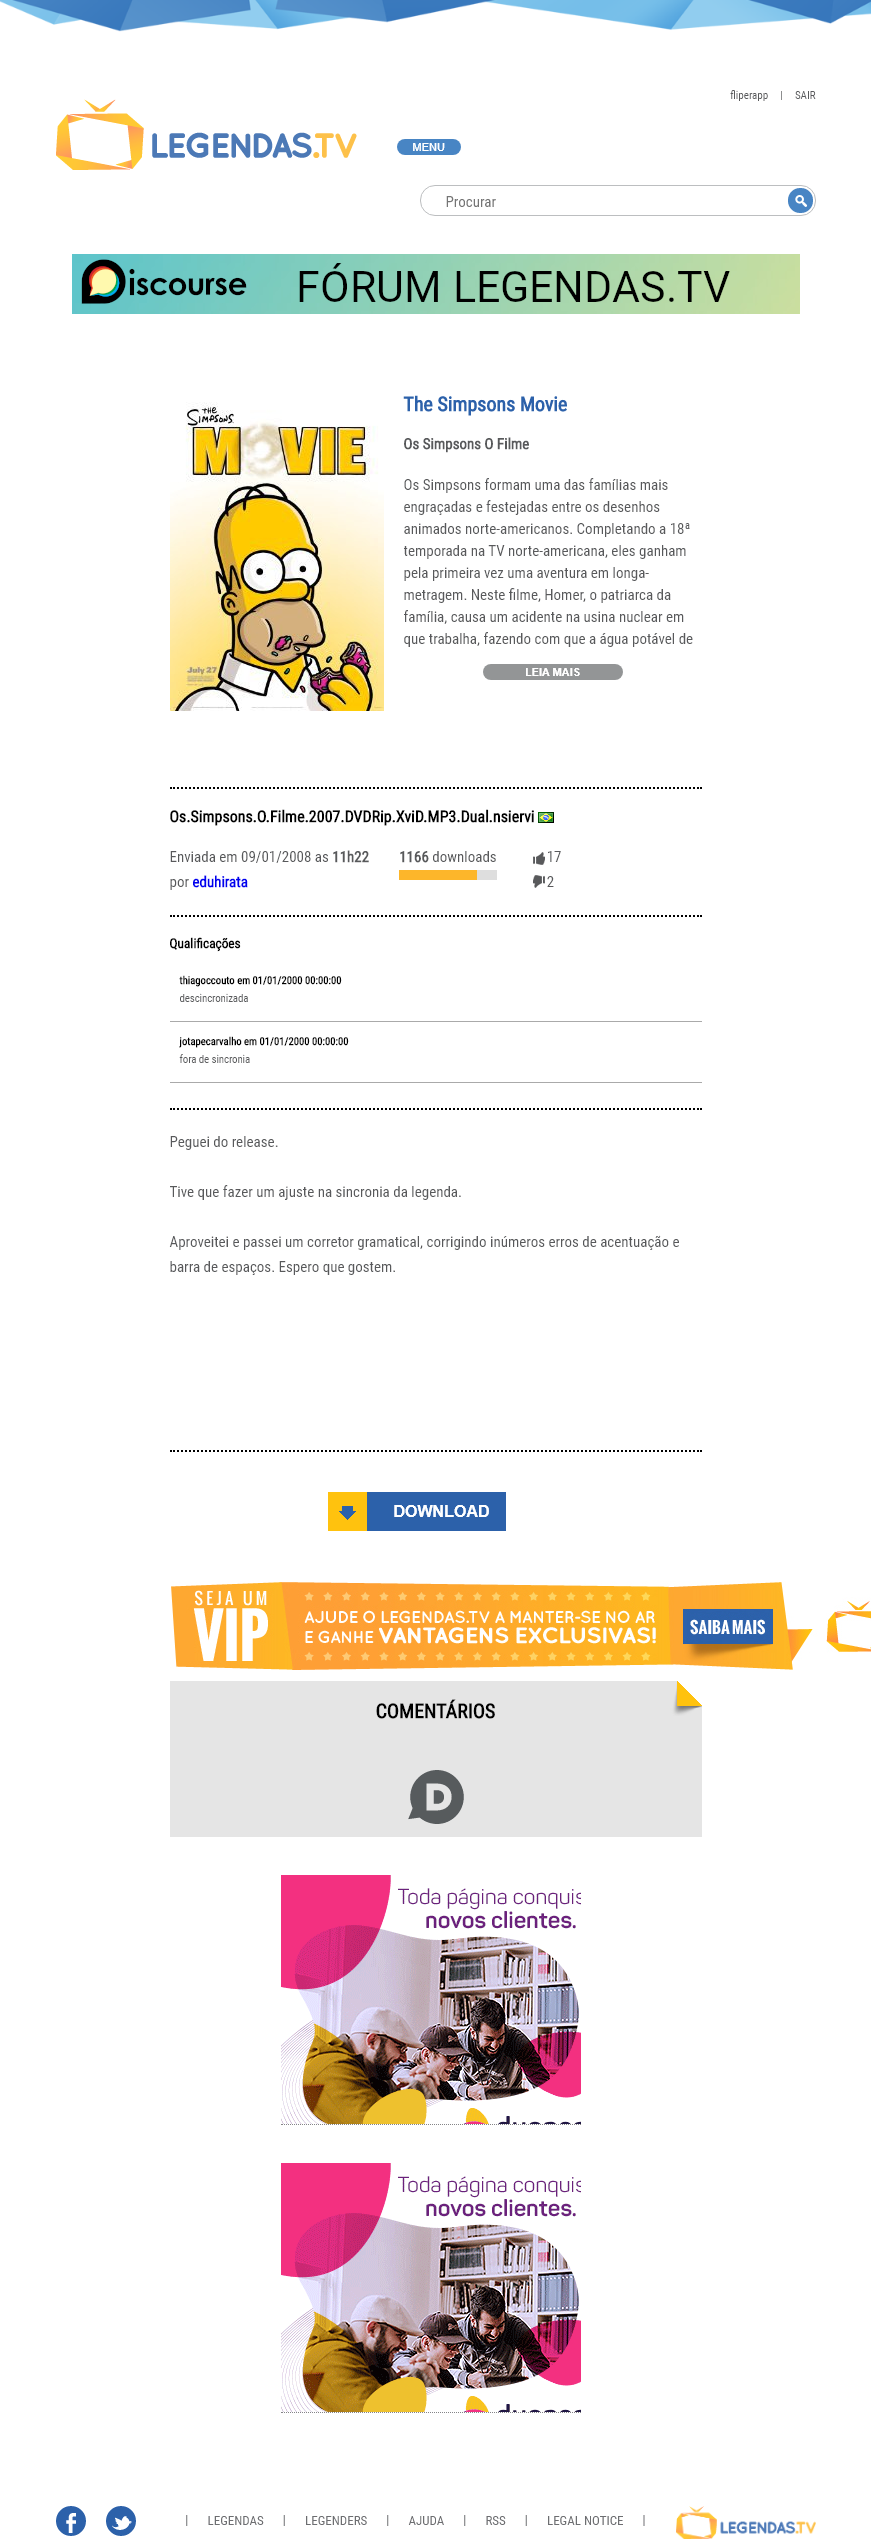 fliperapp | SAIR
LEGENDAS.TV
MENU
Procurar
Discourse FÓRUM LEGENDAS.TV
THE SIMPSONS
MOVIE
July 27
The Simpsons Movie
Os Simpsons O Filme
Os Simpsons formam uma das famílias mais
engraçadas e festejadas entre os desenhos
animados norte-americanos. Completando a 18ª
temporada na TV norte-americana, eles ganham
pela primeira vez uma aventura em longa-
metragem. Neste filme, Homer, o patriarca da
família, causa um acidente na usina nuclear em
que trabalha, fazendo com que a água potável de
LEIA MAIS
Os.Simpsons.O.Filme.2007.DVDRip.XviD.MP3.Dual.nsiervi
Enviada em 09/01/2008 as 11h22 1166 downloads 17
por eduhirata 2
Qualificações
thiagoccouto em 01/01/2000 00:00:00
descincronizada
jotapecarvalho em 01/01/2000 00:00:00
fora de sincronia
Peguei do release.
Tive que fazer um ajuste na sincronia da legenda.
Aproveitei e passei um corretor gramatical, corrigindo inúmeros erros de acentuação e
barra de espaços. Espero que gostem.
DOWNLOAD
SEJA UM
VIP
AJUDE O LEGENDAS.TV A MANTER-SE NO AR
E GANHE VANTAGENS EXCLUSIVAS!
SAIBA MAIS
COMENTÁRIOS
D
Toda página conquis
novos clientes.
Toda página conquis
novos clientes.
| LEGENDAS | LEGENDERS | AJUDA | RSS | LEGAL NOTICE |
LEGENDAS.TV